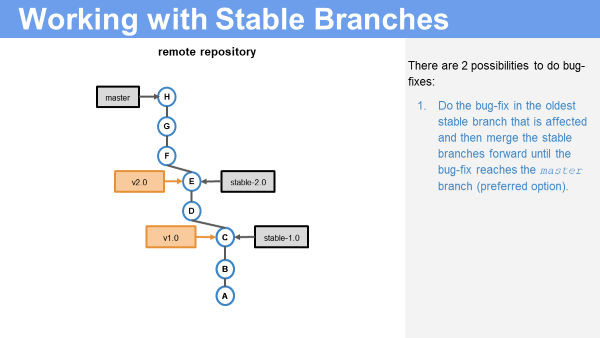 Working with Stable Branches
remote repository
master
H
G
F
v2.0
E
stable-2.0
D
v1.0
C
stable-1.0
B
A
There are 2 possibilities to do bug-
fixes:
1. Do the bug-fix in the oldest
stable branch that is affected
and then merge the stable
branches forward until the
bug-fix reaches the master
branch (preferred option).